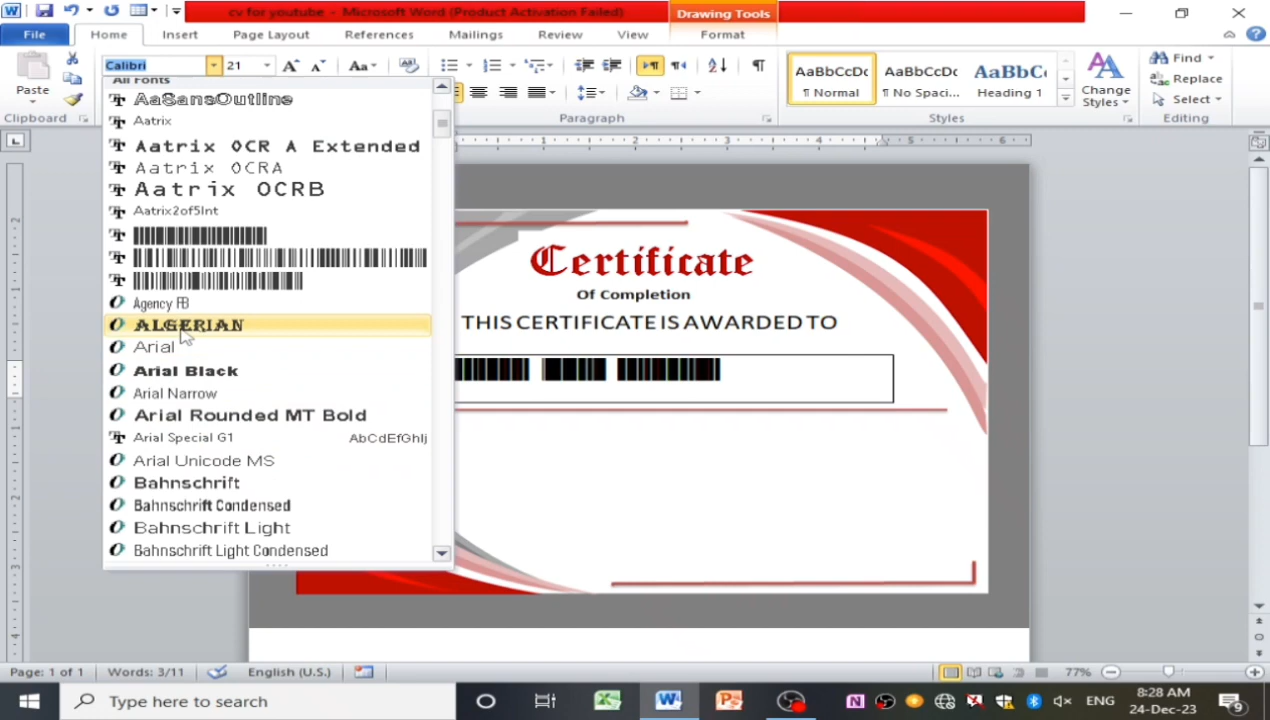 cv for youtube - Microsoft Word (Product Activation Failed)
Drawing Tools
File
Home
Insert
Page Layout
References
Mailings
Review
View
Format
Paste
Clipboard
Calibri
21
Aa
Paragraph
AaBbCcDc
¶ Normal
AaBbCcDc
¶ No Spaci...
AaBbC
Heading 1
Change
Styles
Styles
Find
Replace
Select
Editing
All Fonts
AaSansOutline
Aatrix
Aatrix OCR A Extended
Aatrix OCRA
Aatrix OCRB
Aatrix2of5Int
Agency FB
ALGERIAN
Arial
Arial Black
Arial Narrow
Arial Rounded MT Bold
Arial Special G1 AbCdEfGhIj
Arial Unicode MS
Bahnschrift
Bahnschrift Condensed
Bahnschrift Light
Bahnschrift Light Condensed
Certificate
Of Completion
THIS CERTIFICATE IS AWARDED TO
Page: 1 of 1
Words: 3/11
English (U.S.)
77%
Type here to search
ENG
8:28 AM
24-Dec-23
9